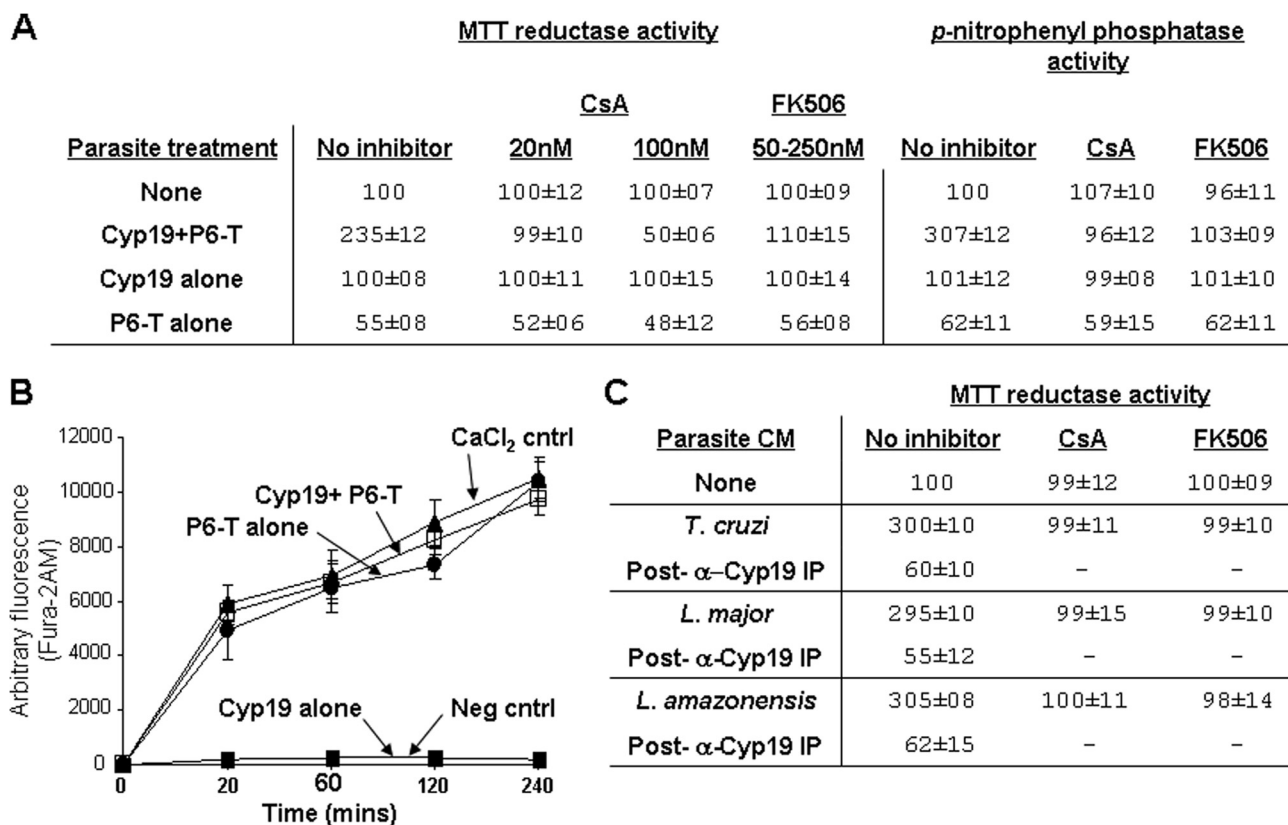 A
MTT reductase activity
p-nitrophenyl phosphatase
activity
CsA FK506
Parasite treatment No inhibitor 20nM 100nM 50-250nM No inhibitor CsA FK506
None 100 100±12 100±07 100±09 100 107±10 96±11
Cyp19+P6-T 235±12 99±10 50±06 110±15 307±12 96±12 103±09
Cyp19 alone 100±08 100±11 100±15 100±14 101±12 99±08 101±10
P6-T alone 55±08 52±06 48±12 56±08 62±11 59±15 62±11
B
Arbitrary fluorescence
(Fura-2AM)
12000
10000
8000
6000
4000
2000
0
CaCl₂ cntrl
Cyp19+ P6-T
P6-T alone
Cyp19 alone
Neg cntrl
0 20 60 120 240
Time (mins)
C
MTT reductase activity
Parasite CM No inhibitor CsA FK506
None 100 99±12 100±09
T. cruzi 300±10 99±11 99±10
Post- α–Cyp19 IP 60±10 – –
L. major 295±10 99±15 99±10
Post- α-Cyp19 IP 55±12 – –
L. amazonensis 305±08 100±11 98±14
Post- α-Cyp19 IP 62±15 – –